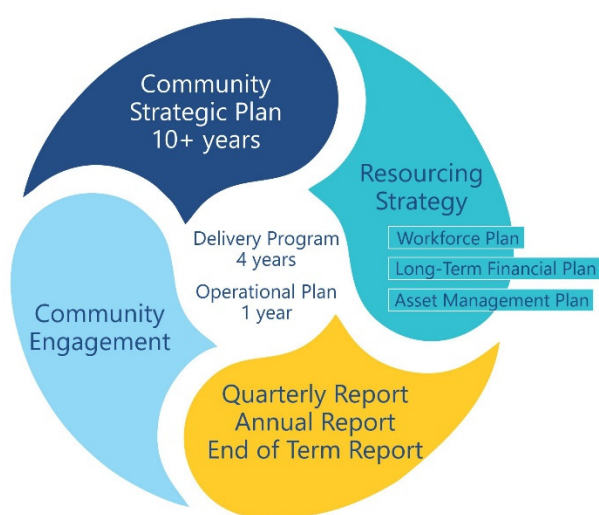 Community
Strategic Plan
10+ years
Resourcing
Strategy
Workforce Plan
Long-Term Financial Plan
Asset Management Plan
Delivery Program
4 years
Operational Plan
1 year
Community
Engagement
Quarterly Report
Annual Report
End of Term Report